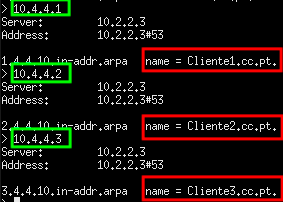 > 10.4.4.1
Server: 10.2.2.3
Address: 10.2.2.3#53
1.4.4.10.in-addr.arpa name = Cliente1.cc.pt.
> 10.4.4.2
Server: 10.2.2.3
Address: 10.2.2.3#53
2.4.4.10.in-addr.arpa name = Cliente2.cc.pt.
> 10.4.4.3
Server: 10.2.2.3
Address: 10.2.2.3#53
3.4.4.10.in-addr.arpa name = Cliente3.cc.pt.
>